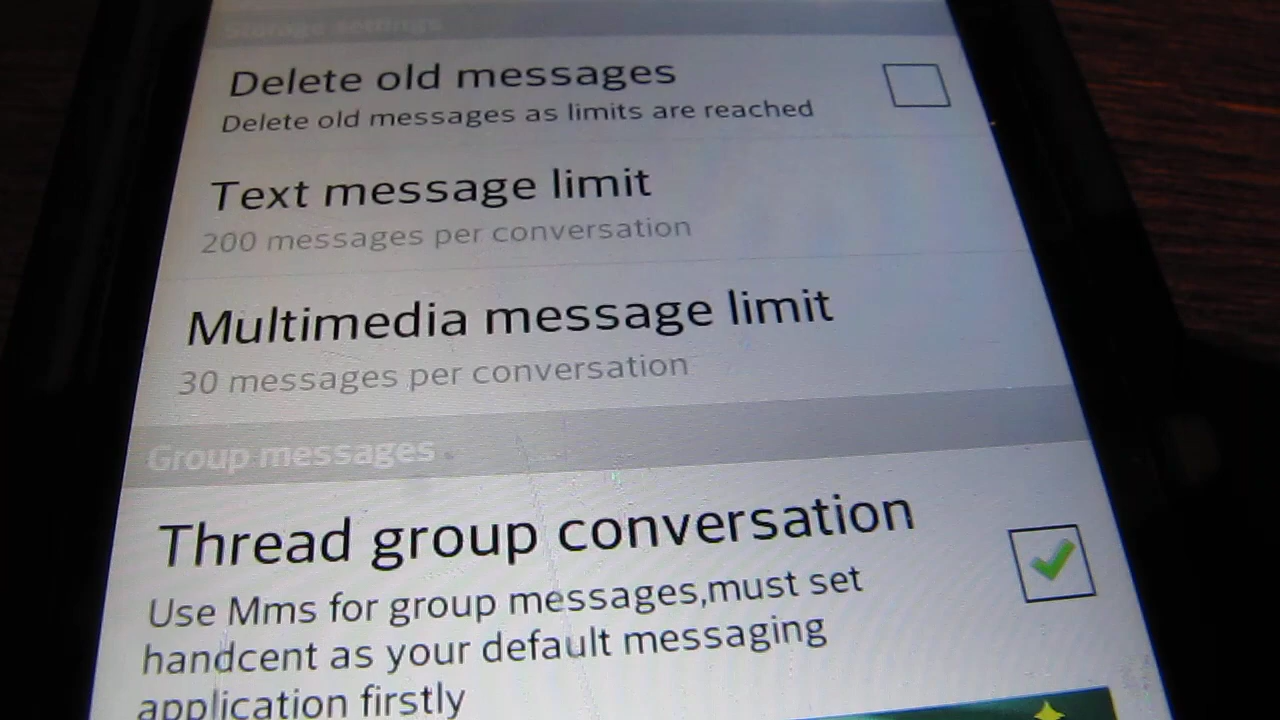 Storage settings
Delete old messages
Delete old messages as limits are reached
Text message limit
200 messages per conversation
Multimedia message limit
30 messages per conversation
Group messages
Thread group conversation
Use Mms for group messages,must set
handcent as your default messaging
application firstly